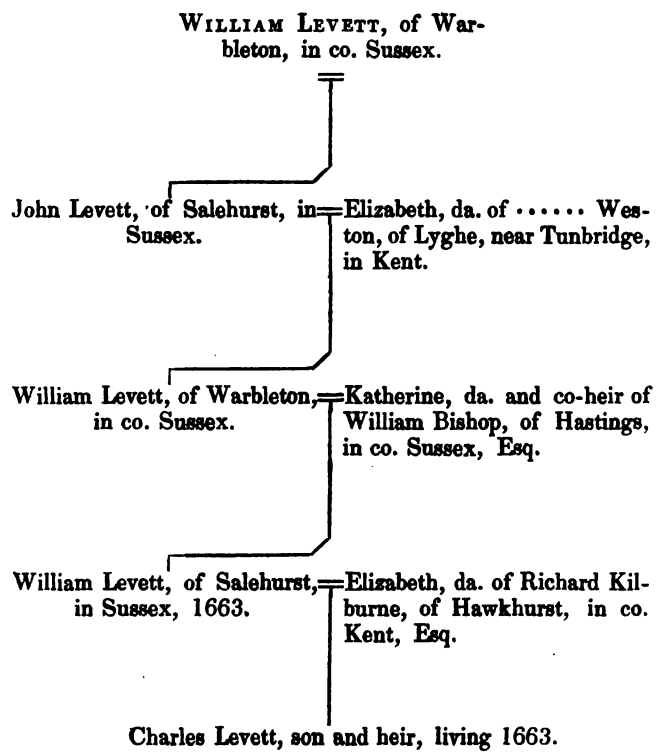 WILLIAM LEVETT, of War-
bleton, in co. Sussex.
John Levett, of Salehurst, in
Sussex.
Elizabeth, da. of ...... Wes-
ton, of Lyghe, near Tunbridge,
in Kent.
William Levett, of Warbleton,
in co. Sussex.
Katherine, da. and co-heir of
William Bishop, of Hastings,
in co. Sussex, Esq.
William Levett, of Salehurst,
in Sussex, 1663.
Elizabeth, da. of Richard Kil-
burne, of Hawkhurst, in co.
Kent, Esq.
Charles Levett, son and heir, living 1663.